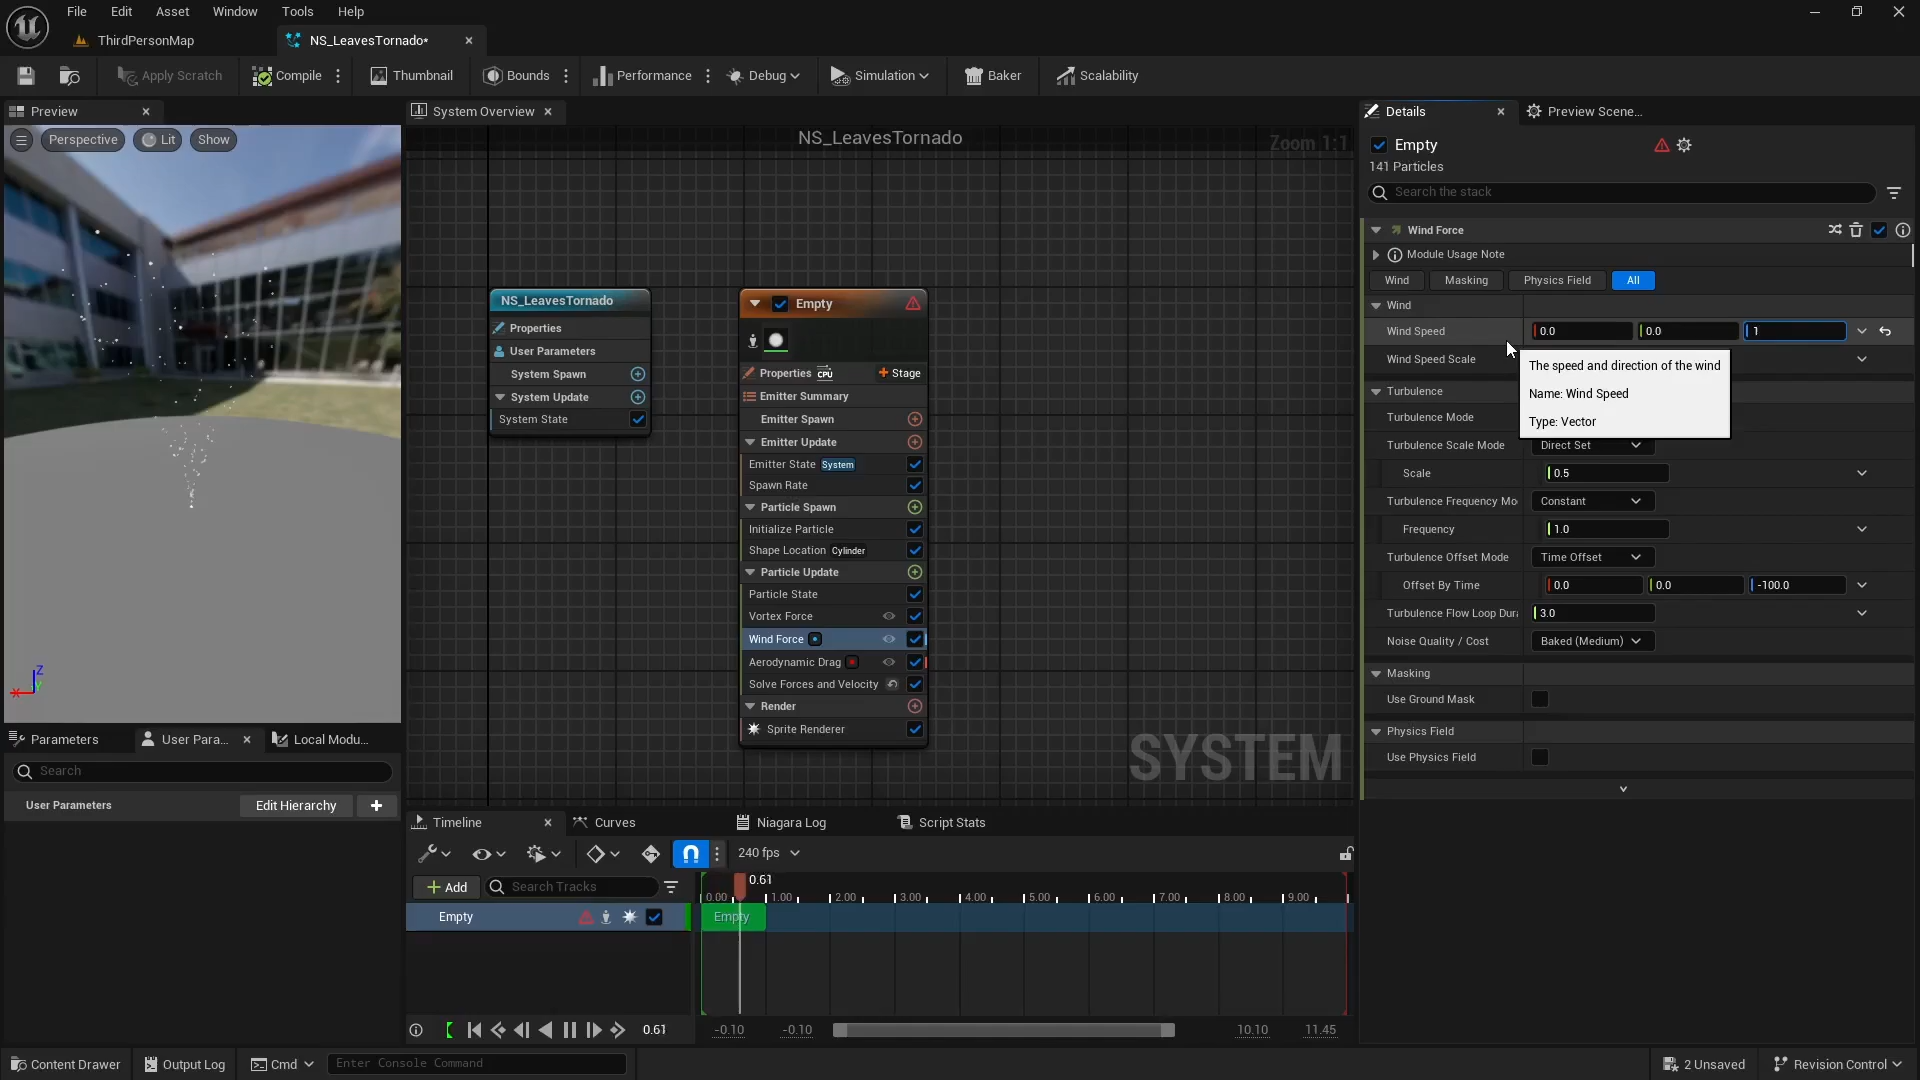 File Edit Asset Window Tools Help
ThirdPersonMap
NS_LeavesTornado*
Apply Scratch
Compile
Thumbnail
Bounds
Performance
Debug
Simulation
Baker
Scalability
Preview
Perspective
Lit
Show
Z
X
System Overview
NS_LeavesTornado
Zoom 1:1
NS_LeavesTornado
Properties
User Parameters
System Spawn
System Update
System State
Empty
Properties CPU + Stage
Emitter Summary
Emitter Spawn
Emitter Update
Emitter State System
Spawn Rate
Particle Spawn
Initialize Particle
Shape Location Cylinder
Particle Update
Particle State
Vortex Force
Wind Force
Aerodynamic Drag
Solve Forces and Velocity
Render
Sprite Renderer
SYSTEM
Details
Preview Scene...
Empty
141 Particles
Search the stack
Wind Force
Module Usage Note
Wind Masking Physics Field All
Wind
Wind Speed 0.0 0.0 1
Wind Speed Scale
The speed and direction of the wind
Name: Wind Speed
Type: Vector
Turbulence
Turbulence Mode
Turbulence Scale Mode Direct Set
Scale 0.5
Turbulence Frequency Mo Constant
Frequency 1.0
Turbulence Offset Mode Time Offset
Offset By Time 0.0 0.0 -100.0
Turbulence Flow Loop Dura 3.0
Noise Quality / Cost Baked (Medium)
Masking
Use Ground Mask
Physics Field
Use Physics Field
Parameters
User Para...
Local Modu...
Search
User Parameters
Edit Hierarchy
+
Timeline
Curves
Niagara Log
Script Stats
240 fps
+ Add
Search Tracks
0.61
0.00 1.00 2.00 3.00 4.00 5.00 6.00 7.00 8.00 9.00
Empty
Empty
0.61
-0.10 -0.10 10.10 11.45
Content Drawer
Output Log
Cmd
Enter Console Command
2 Unsaved
Revision Control